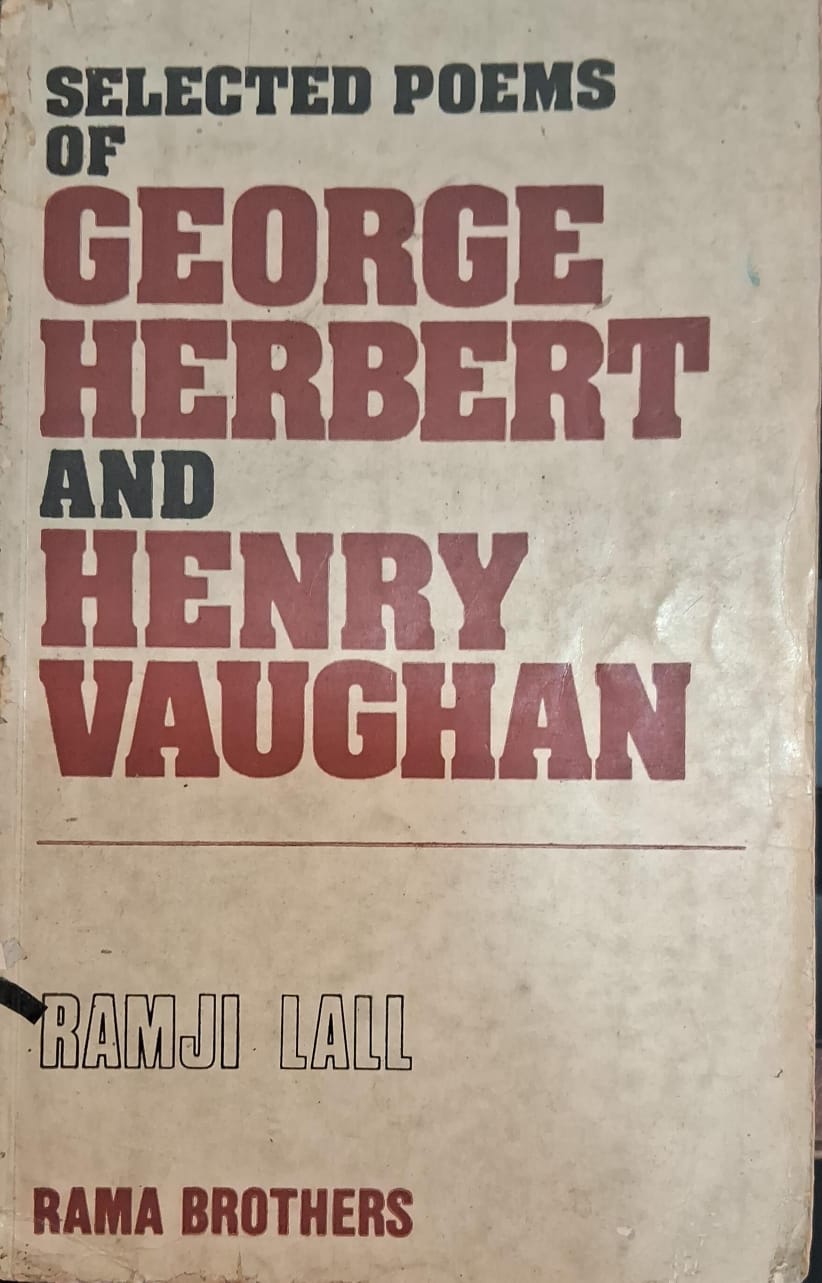 SELECTED POEMS
OF
GEORGE
HERBERT
AND
HENRY
VAUGHAN
RAMJI LALL
RAMA BROTHERS